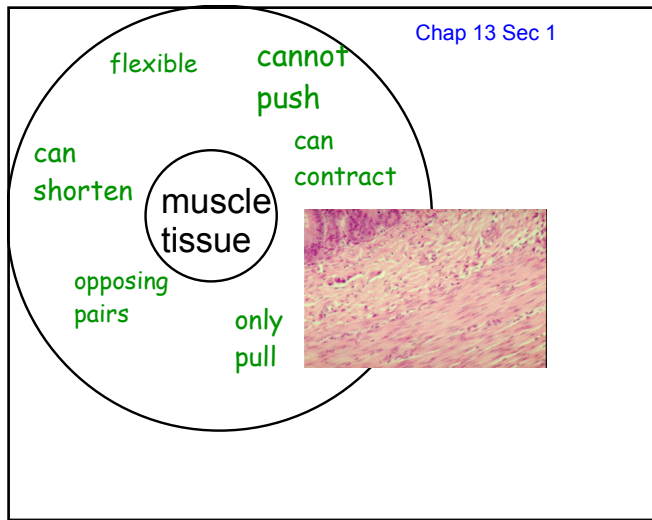 Chap 13 Sec 1
flexible
cannot
push
can
contract
can
shorten
muscle
tissue
opposing
pairs
only
pull